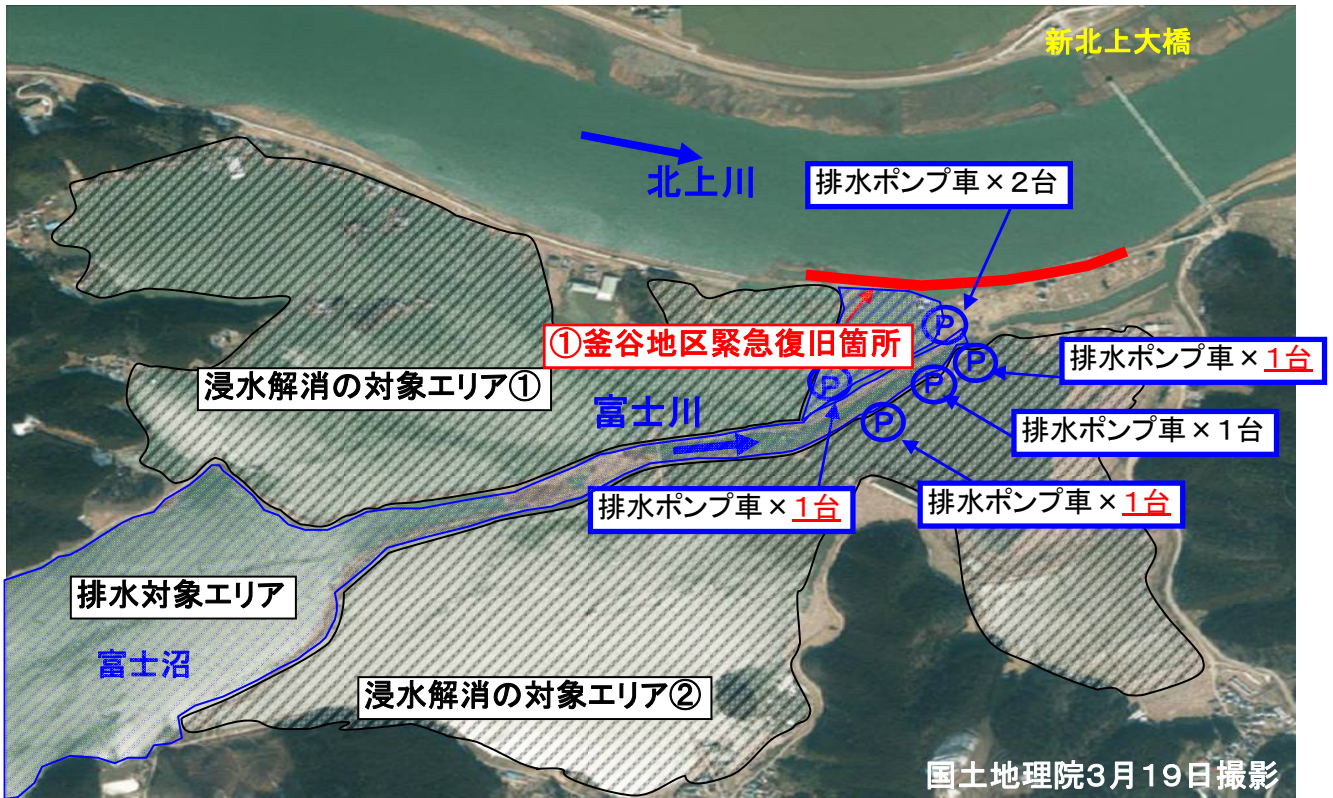 新北上大橋
北上川
排水ポンプ車×２台
①釜谷地区緊急復旧箇所
P
P
P
P
P
排水ポンプ車×１台
浸水解消の対象エリア①
富士川
排水ポンプ車×１台
排水ポンプ車×１台
排水ポンプ車×１台
排水対象エリア
富士沼
浸水解消の対象エリア②
国土地理院３月１９日撮影